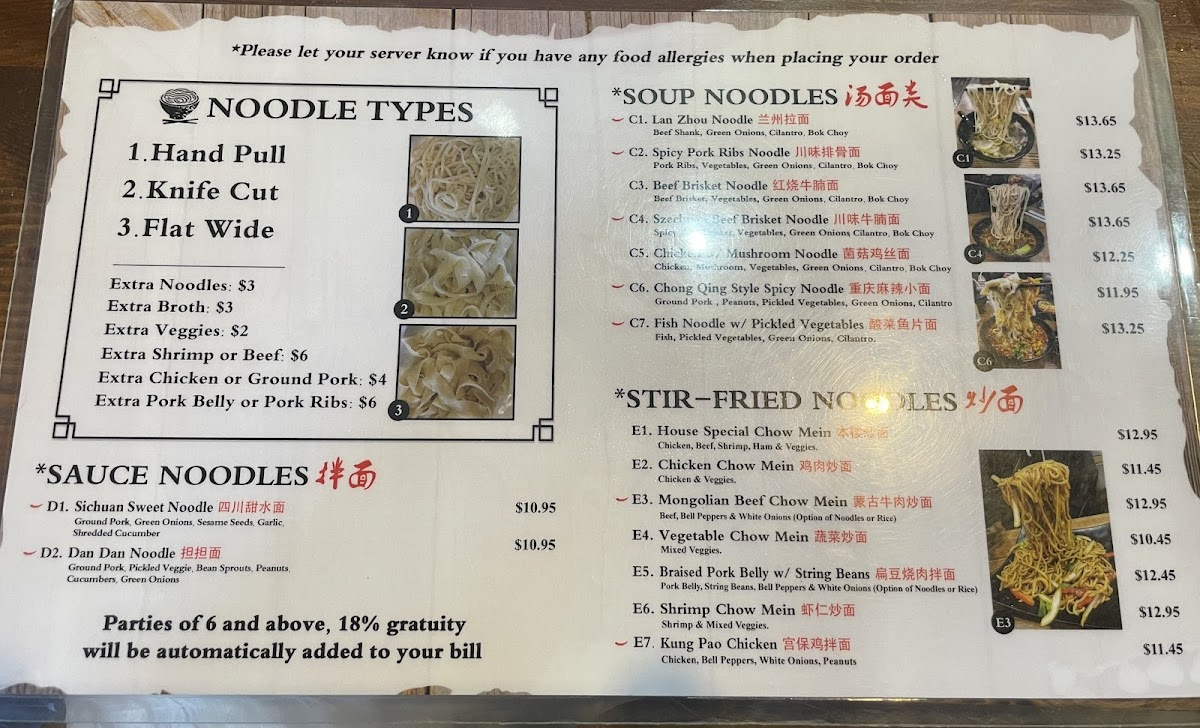 *Please let your server know if you have any food allergies when placing your order
NOODLE TYPES
1.Hand Pull
2.Knife Cut
3.Flat Wide
1
2
3
Extra Noodles: $3
Extra Broth: $3
Extra Veggies: $2
Extra Shrimp or Beef: $6
Extra Chicken or Ground Pork: $4
Extra Pork Belly or Pork Ribs: $6
*SAUCE NOODLES 拌面
D1. Sichuan Sweet Noodle 四川甜水面 $10.95
Ground Pork, Green Onions, Sesame Seeds, Garlic,
Shredded Cucumber
D2. Dan Dan Noodle 担担面 $10.95
Ground Pork, Pickled Veggie, Bean Sprouts, Peanuts,
Cucumbers, Green Onions
Parties of 6 and above, 18% gratuity
will be automatically added to your bill
*SOUP NOODLES 汤面类
C1. Lan Zhou Noodle 兰州拉面 $13.65
Beef Shank, Green Onions, Cilantro, Bok Choy
C2. Spicy Pork Ribs Noodle 川味排骨面 $13.25
Pork Ribs, Vegetables, Green Onions, Cilantro, Bok Choy
C3. Beef Brisket Noodle 红烧牛腩面 $13.65
Beef Brisket, Vegetables, Green Onions, Cilantro, Bok Choy
C4. Beef Brisket Noodle 川味牛腩面 $13.65
Spicy Vegetables, Green Onions, Cilantro, Bok Choy
C5. Chicken w/ Mushroom Noodle 菌菇鸡丝面 $12.25
Chicken, Mushroom, Vegetables, Green Onions, Cilantro, Bok Choy
C6. Chong Qing Style Spicy Noodle 重庆麻辣小面 $11.95
Ground Pork , Peanuts, Pickled Vegetables, Green Onions, Cilantro
C7. Fish Noodle w/ Pickled Vegetables 酸菜鱼片面 $13.25
Fish, Pickled Vegetables, Green Onions, Cilantro.
C1
C4
C6
*STIR-FRIED NOODLES 炒面
E1. House Special Chow Mein $12.95
Chicken, Beef, Shrimp, Ham & Veggies.
E2. Chicken Chow Mein 鸡肉炒面 $11.45
Chicken & Veggies.
E3. Mongolian Beef Chow Mein 蒙古牛肉炒面 $12.95
Beef, Bell Peppers & White Onions (Option of Noodles or Rice)
E4. Vegetable Chow Mein 蔬菜炒面 $10.45
Mixed Veggies.
E5. Braised Pork Belly w/ String Beans 扁豆烧肉拌面 $12.45
Pork Belly, String Beans, Bell Peppers & White Onions (Option of Noodles or Rice)
E6. Shrimp Chow Mein 虾仁炒面 $12.95
Shrimp & Mixed Veggies.
E7. Kung Pao Chicken 宫保鸡拌面 $11.45
Chicken, Bell Peppers, White Onions, Peanuts
E3